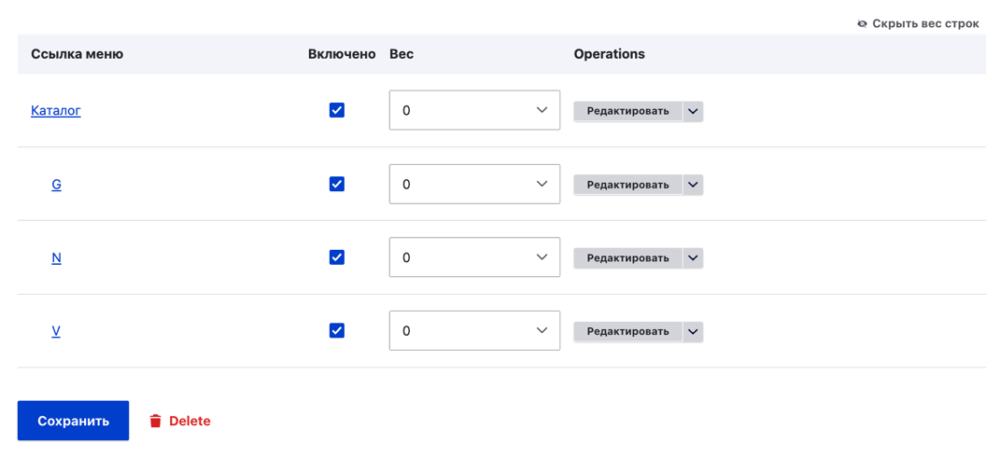 Скрыть вес строк
Ссылка меню Включено Вес Operations
Каталог 0 Редактировать
G 0 Редактировать
N 0 Редактировать
V 0 Редактировать
Сохранить Delete